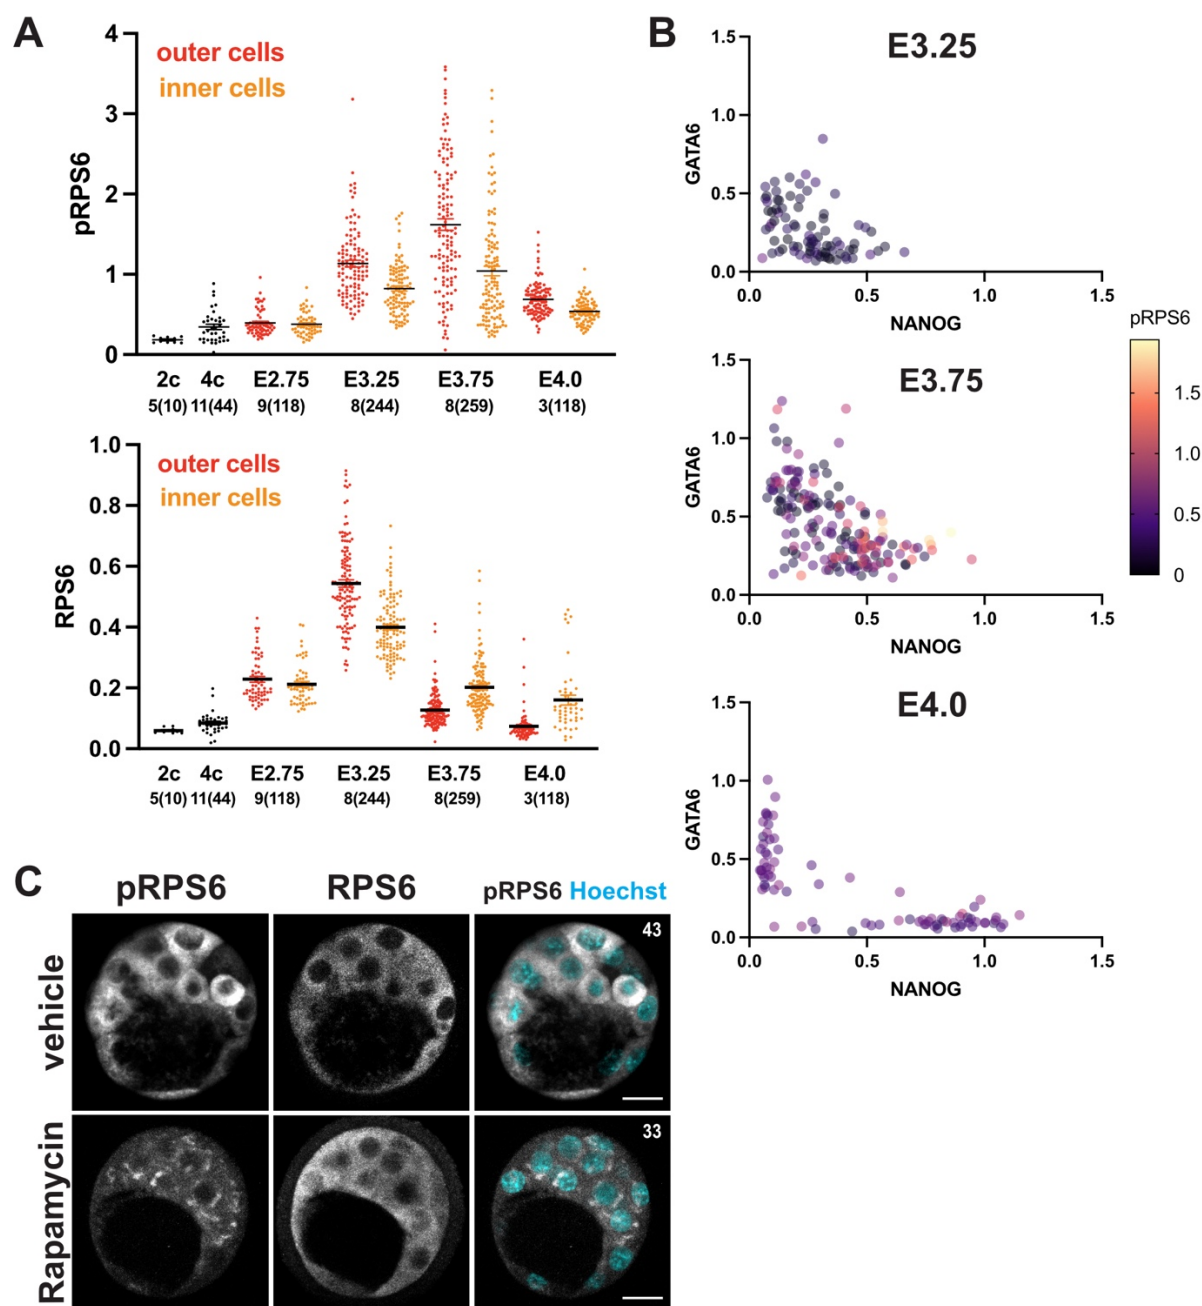 A
outer cells
inner cells
pRPS6
4
3
2
1
0
2c 4c E2.75 E3.25 E3.75 E4.0
5(10) 11(44) 9(118) 8(244) 8(259) 3(118)
outer cells
inner cells
RPS6
1.0
0.8
0.6
0.4
0.2
0.0
2c 4c E2.75 E3.25 E3.75 E4.0
5(10) 11(44) 9(118) 8(244) 8(259) 3(118)
B
E3.25
GATA6
1.5
1.0
0.5
0.0
0.0 0.5 1.0 1.5
NANOG
E3.75
GATA6
1.5
1.0
0.5
0.0
0.0 0.5 1.0 1.5
NANOG
E4.0
GATA6
1.5
1.0
0.5
0.0
0.0 0.5 1.0 1.5
NANOG
pRPS6
1.5
1.0
0.5
0
C
pRPS6 RPS6 pRPS6 Hoechst
vehicle
43
Rapamycin
33